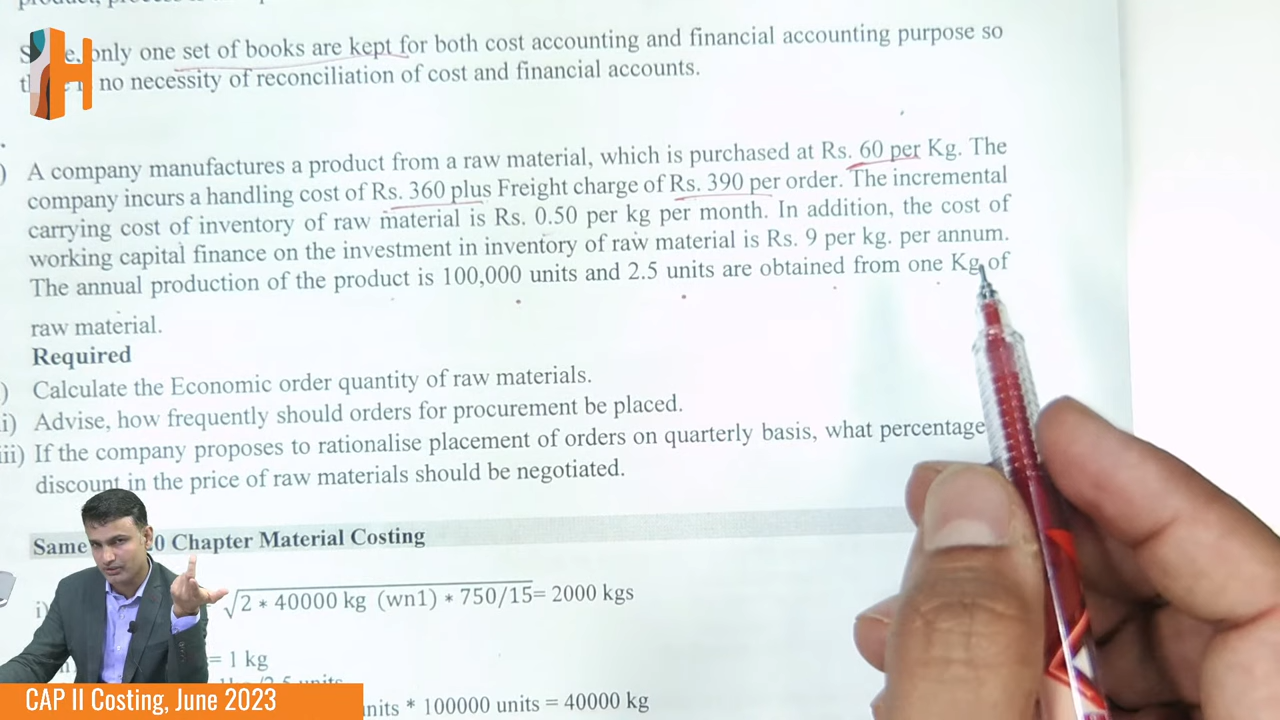 only one set of books are kept for both cost accounting and financial accounting purpose so
no necessity of reconciliation of cost and financial accounts.
) A company manufactures a product from a raw material, which is purchased at Rs. 60 per Kg. The
company incurs a handling cost of Rs. 360 plus Freight charge of Rs. 390 per order. The incremental
carrying cost of inventory of raw material is Rs. 0.50 per kg per month. In addition, the cost of
working capital finance on the investment in inventory of raw material is Rs. 9 per kg. per annum.
The annual production of the product is 100,000 units and 2.5 units are obtained from one Kg of
raw material.
Required
) Calculate the Economic order quantity of raw materials.
i) Advise, how frequently should orders for procurement be placed.
iii) If the company proposes to rationalise placement of orders on quarterly basis, what percentage
discount in the price of raw materials should be negotiated.
Same 0 Chapter Material Costing
i) √2 * 40000 kg (wn1) * 750/15= 2000 kgs
= 1 kg
nits * 100000 units = 40000 kg
CAP II Costing, June 2023